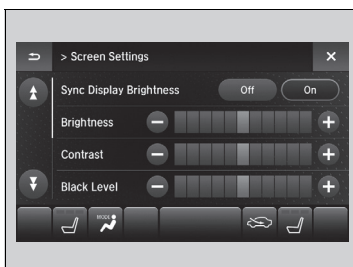 > Screen Settings
Sync Display Brightness Off On
Brightness
Contrast
Black Level
MODE